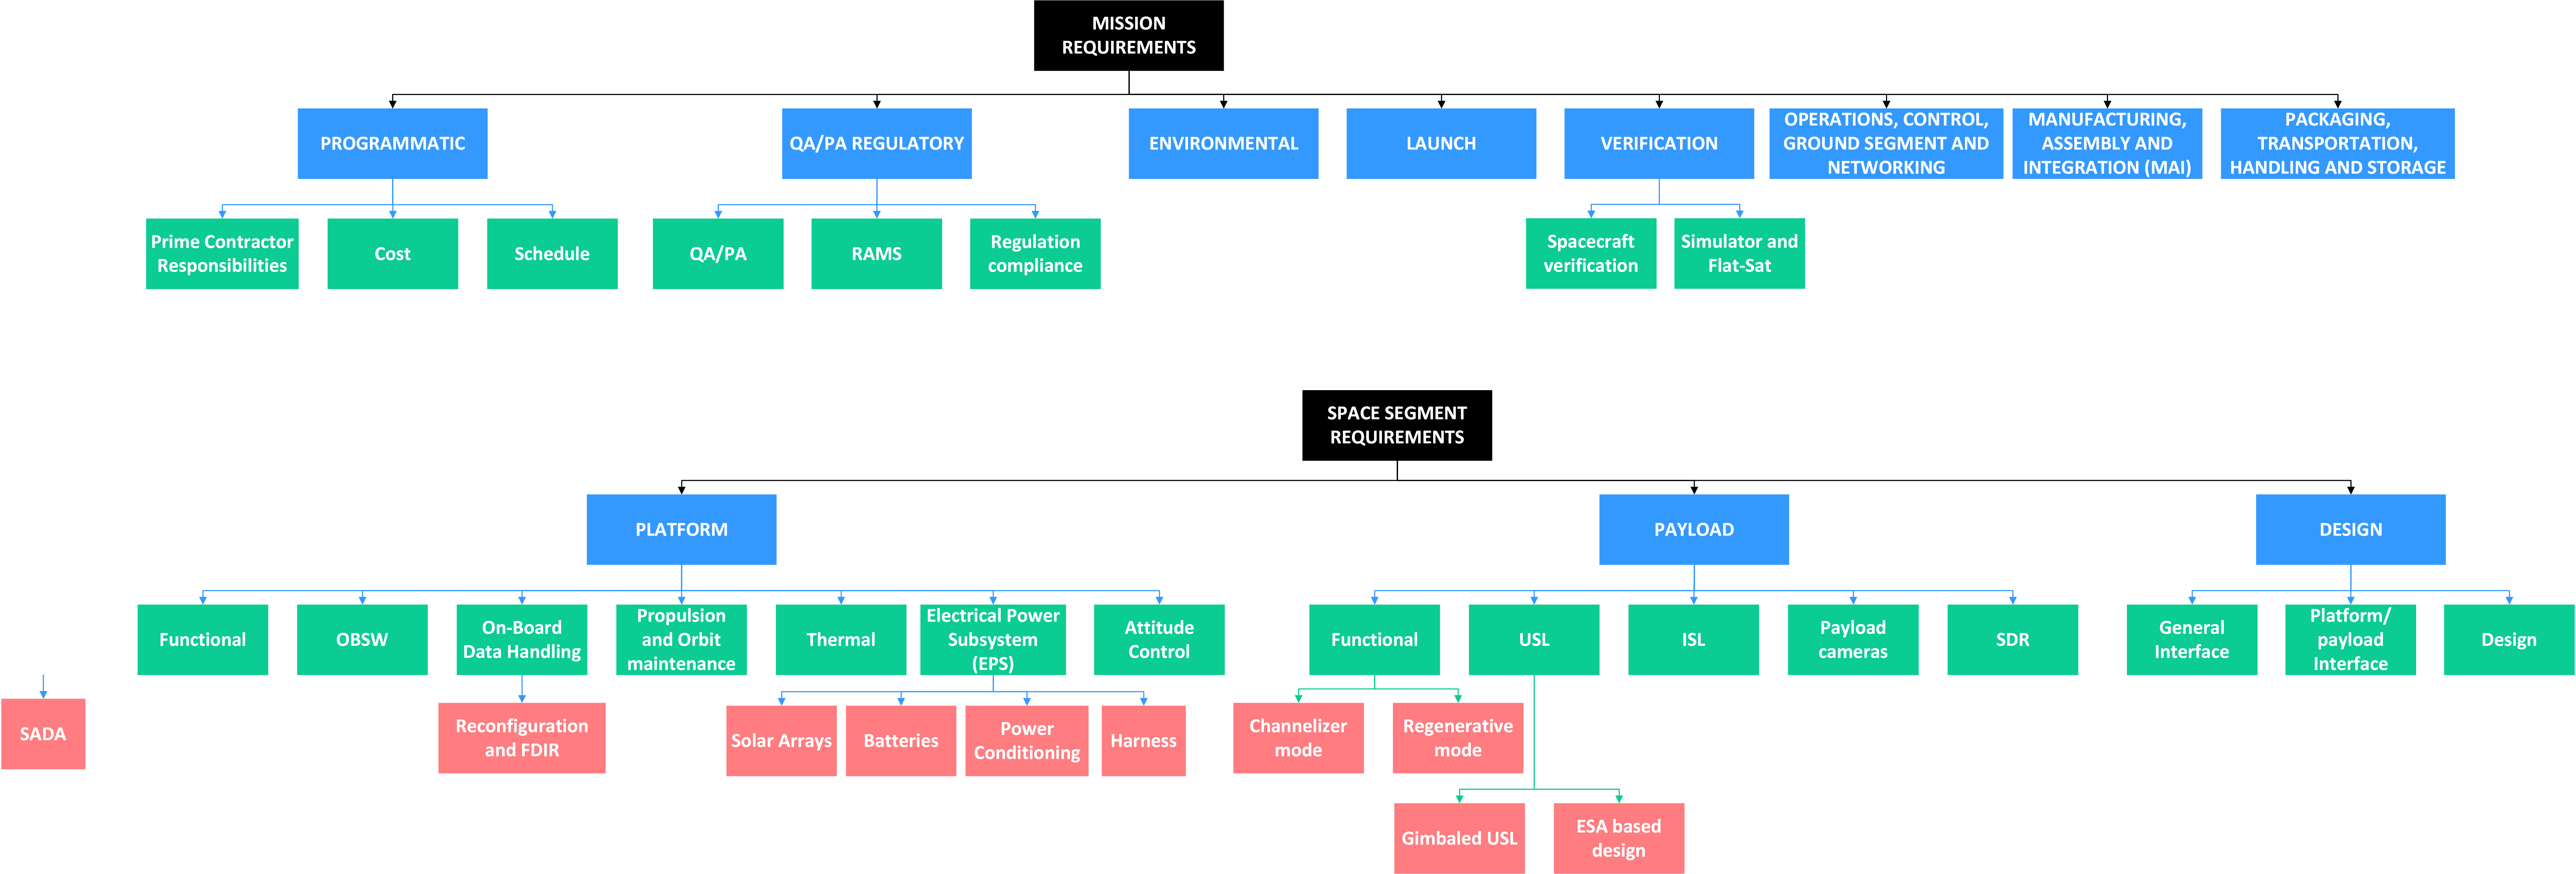 MISSION
REQUIREMENTS
PROGRAMMATIC
QA/PA REGULATORY
ENVIRONMENTAL
LAUNCH
VERIFICATION
OPERATIONS, CONTROL,
GROUND SEGMENT AND
NETWORKING
MANUFACTURING,
ASSEMBLY AND
INTEGRATION (MAI)
PACKAGING,
TRANSPORTATION,
HANDLING AND STORAGE
Prime Contractor
Responsibilities
Cost
Schedule
QA/PA
RAMS
Regulation
compliance
Spacecraft
verification
Simulator and
Flat-Sat
SPACE SEGMENT
REQUIREMENTS
PLATFORM
PAYLOAD
DESIGN
Functional
OBSW
On-Board
Data Handling
Propulsion
and Orbit
maintenance
Thermal
Electrical Power
Subsystem
(EPS)
Attitude
Control
Functional
USL
ISL
Payload
cameras
SDR
General
Interface
Platform/
payload
Interface
Design
SADA
Reconfiguration
and FDIR
Solar Arrays
Batteries
Power
Conditioning
Harness
Channelizer
mode
Regenerative
mode
Gimbaled USL
ESA based
design